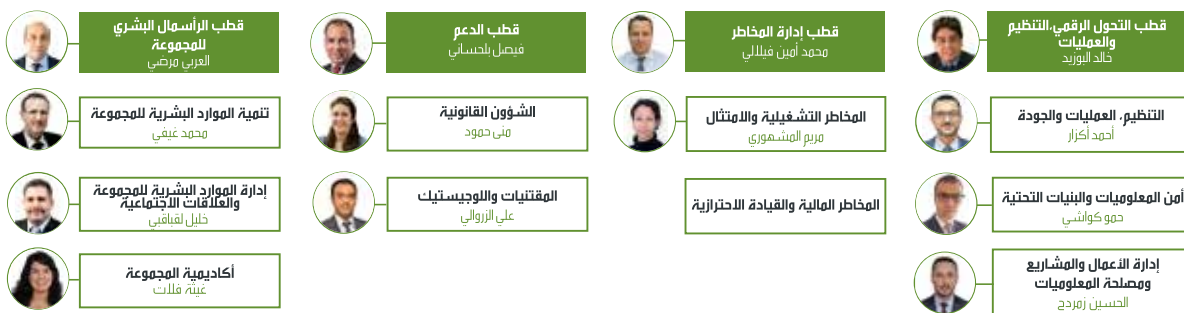 قطب التحول الرقمي،التنظيم
والعمليات
خالد البوزيد
التنظيم، العمليات والجودة
أحمد أكزار
أمن المعلوميات والبنيات التحتية
حمو كواشي
إدارة الأعمال والمشاريع
ومصلحة المعلوميات
الحسين زمردج
قطب إدارة المخاطر
محمد أمين فيلالي
المخاطر التشغيلية والامتثال
مريم المشهوري
المخاطر المالية والقيادة الاحترازية
قطب الدعم
فيصل بلحساني
الشؤون القانونية
منى حمود
المقتنيات واللوجيستيك
علي الزروالي
قطب الرأسمال البشري
للمجموعة
العربي مرضي
تنمية الموارد البشرية للمجموعة
محمد غيفي
إدارة الموارد البشرية للمجموعة
والعلاقات الاجتماعية
خليل لقباقبي
أكاديمية المجموعة
غيثة فلات